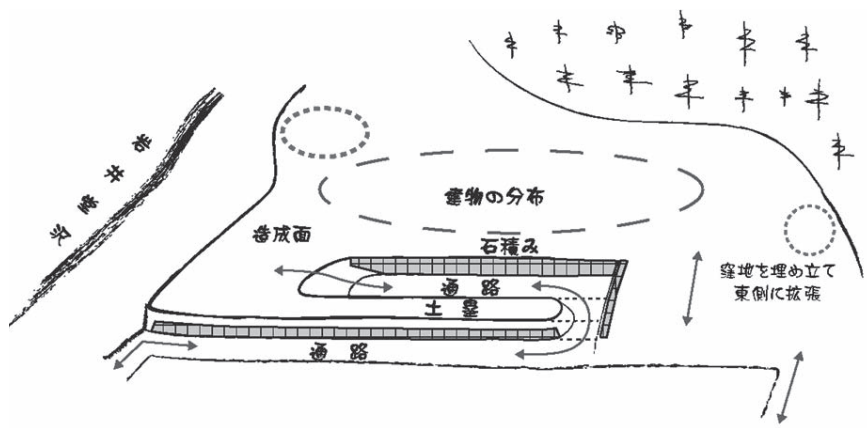 岩井堂沢
建物の分布
造成面
石積み
窪地を埋め立て
東側に拡張
通路
土塁
通路